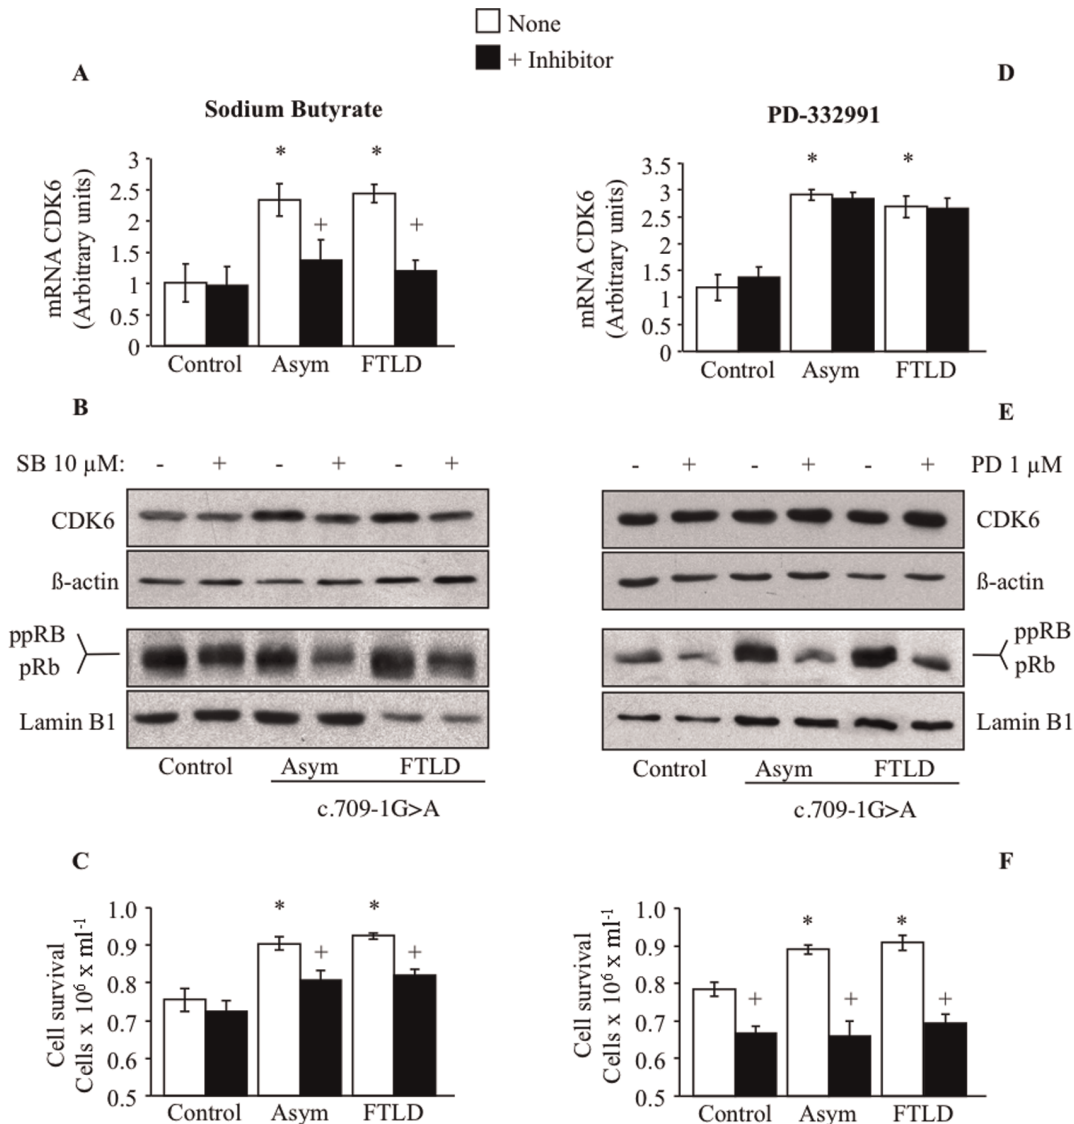 None
+ Inhibitor
A
Sodium Butyrate
mRNA CDK6
(Arbitrary units)
3
2.5
2
1.5
1
0.5
0
* *
+ +
Control Asym FTLD
D
PD-332991
mRNA CDK6
(Arbitrary units)
3.5
3
2.5
2
1.5
1
0.5
0
* *
Control Asym FTLD
B
SB 10 µM: - + - + - +
CDK6
ß-actin
ppRB
pRb
Lamin B1
Control Asym FTLD
c.709-1G>A
E
- + - + - + PD 1 µM
CDK6
ß-actin
ppRB
pRb
Lamin B1
Control Asym FTLD
c.709-1G>A
C
Cell survival
Cells x 10⁶ x ml⁻¹
1.0
0.9
0.8
0.7
0.6
0.5
* *
+ +
Control Asym FTLD
F
Cell survival
Cells x 10⁶ x ml⁻¹
1.0
0.9
0.8
0.7
0.6
0.5
* *
+ + +
Control Asym FTLD